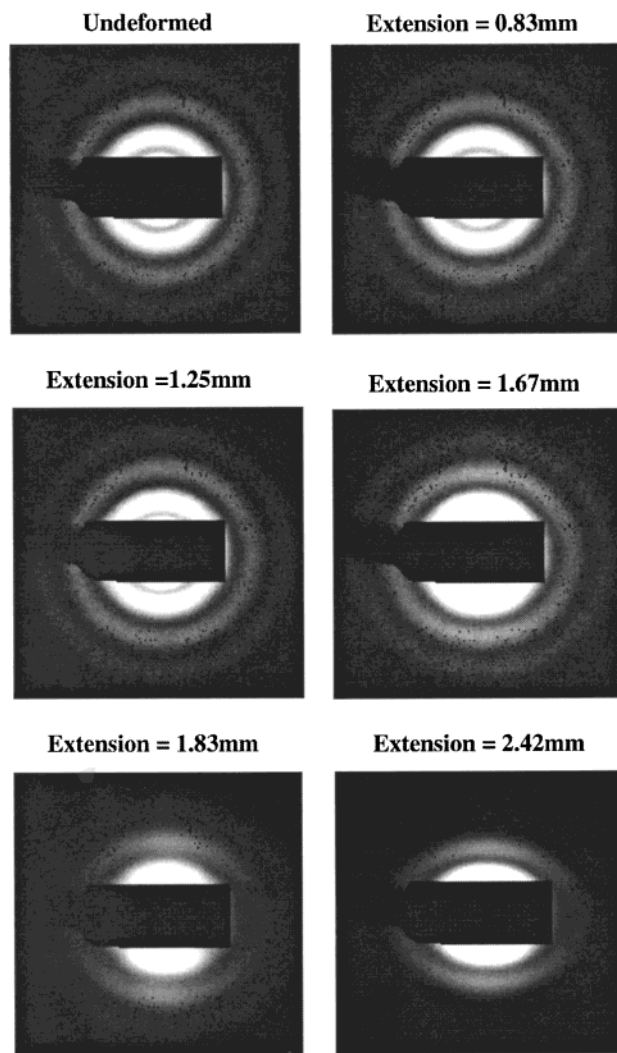 Undeformed
Extension = 0.83mm
Extension =1.25mm
Extension = 1.67mm
Extension = 1.83mm
Extension = 2.42mm